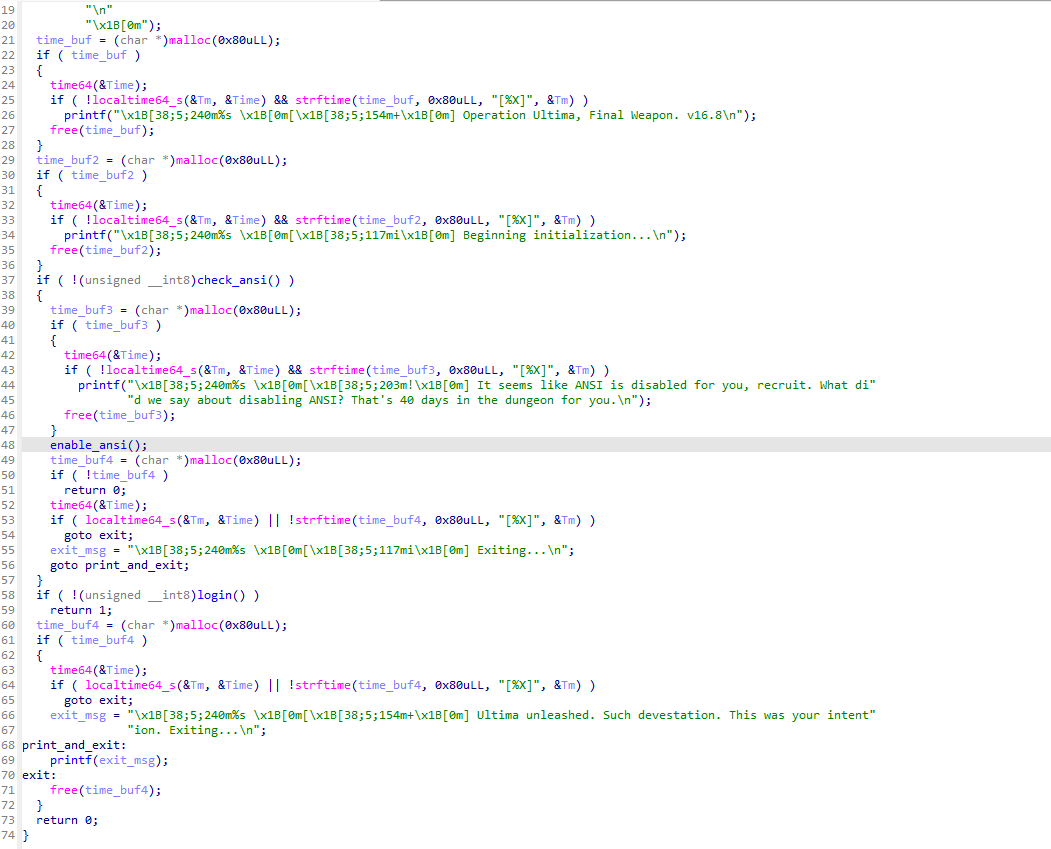 19         "\n"
20         "\x1B[0m");
21  time_buf = (char *)malloc(0x80uLL);
22  if ( time_buf )
23  {
24    time64(&Time);
25    if ( !localtime64_s(&Tm, &Time) && strftime(time_buf, 0x80uLL, "[%X]", &Tm) )
26      printf("\x1B[38;5;240m%s \x1B[0m[\x1B[38;5;154m+\x1B[0m] Operation Ultima, Final Weapon. v16.8\n");
27    free(time_buf);
28  }
29  time_buf2 = (char *)malloc(0x80uLL);
30  if ( time_buf2 )
31  {
32    time64(&Time);
33    if ( !localtime64_s(&Tm, &Time) && strftime(time_buf2, 0x80uLL, "[%X]", &Tm) )
34      printf("\x1B[38;5;240m%s \x1B[0m[\x1B[38;5;117mi\x1B[0m] Beginning initialization...\n");
35    free(time_buf2);
36  }
37  if ( !(unsigned __int8)check_ansi() )
38  {
39    time_buf3 = (char *)malloc(0x80uLL);
40    if ( time_buf3 )
41    {
42      time64(&Time);
43      if ( !localtime64_s(&Tm, &Time) && strftime(time_buf3, 0x80uLL, "[%X]", &Tm) )
44        printf("\x1B[38;5;240m%s \x1B[0m[\x1B[38;5;203m!\x1B[0m] It seems like ANSI is disabled for you, recruit. What di"
45               "d we say about disabling ANSI? That's 40 days in the dungeon for you.\n");
46      free(time_buf3);
47    }
48    enable_ansi();
49    time_buf4 = (char *)malloc(0x80uLL);
50    if ( !time_buf4 )
51      return 0;
52    time64(&Time);
53    if ( localtime64_s(&Tm, &Time) || !strftime(time_buf4, 0x80uLL, "[%X]", &Tm) )
54      goto exit;
55    exit_msg = "\x1B[38;5;240m%s \x1B[0m[\x1B[38;5;117mi\x1B[0m] Exiting...\n";
56    goto print_and_exit;
57  }
58  if ( !(unsigned __int8)login() )
59    return 1;
60  time_buf4 = (char *)malloc(0x80uLL);
61  if ( time_buf4 )
62  {
63    time64(&Time);
64    if ( localtime64_s(&Tm, &Time) || !strftime(time_buf4, 0x80uLL, "[%X]", &Tm) )
65      goto exit;
66    exit_msg = "\x1B[38;5;240m%s \x1B[0m[\x1B[38;5;154m+\x1B[0m] Ultima unleashed. Such devestation. This was your intent"
67               "ion. Exiting...\n";
68 print_and_exit:
69    printf(exit_msg);
70 exit:
71    free(time_buf4);
72  }
73  return 0;
74 }